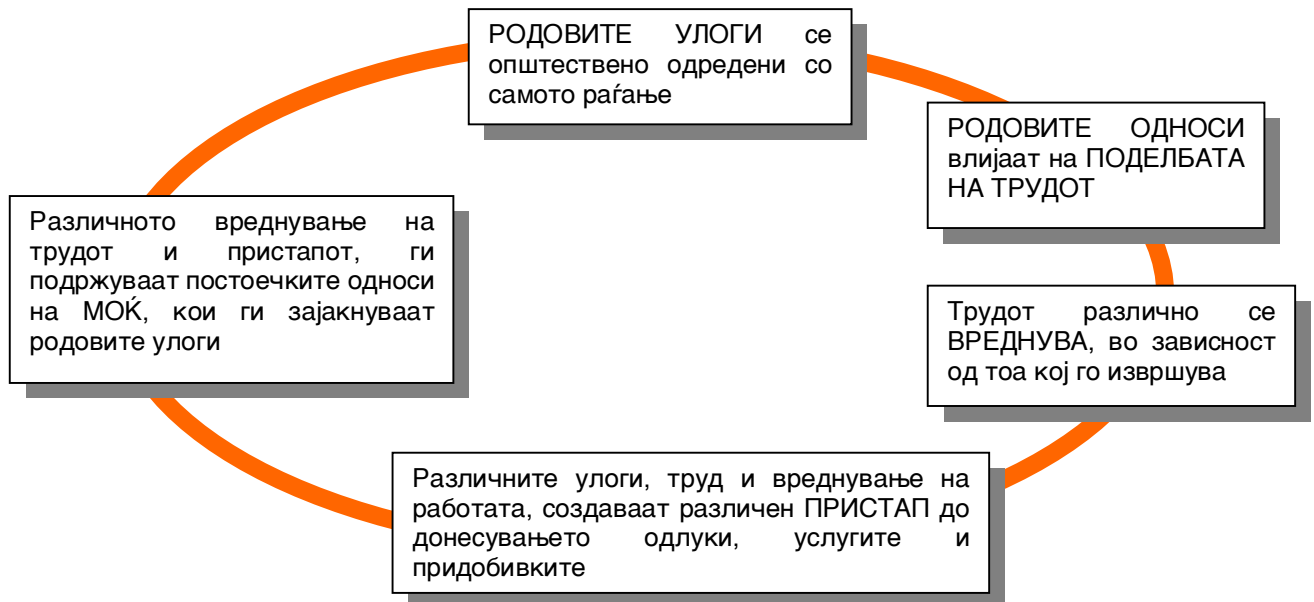 РОДОВИТЕ УЛОГИ се
општествено одредени со
самото раѓање
РОДОВИТЕ ОДНОСИ
влијаат на ПОДЕЛБАТА
НА ТРУДОТ
Трудот различно се
ВРЕДНУВА, во зависност
од тоа кој го извршува
Различните улоги, труд и вреднување на
работата, создаваат различен ПРИСТАП до
донесувањето одлуки, услугите и
придобивките
Различното вреднување на
трудот и пристапот, ги
подржуваат постоечките односи
на МОЌ, кои ги зајакнуваат
родовите улоги